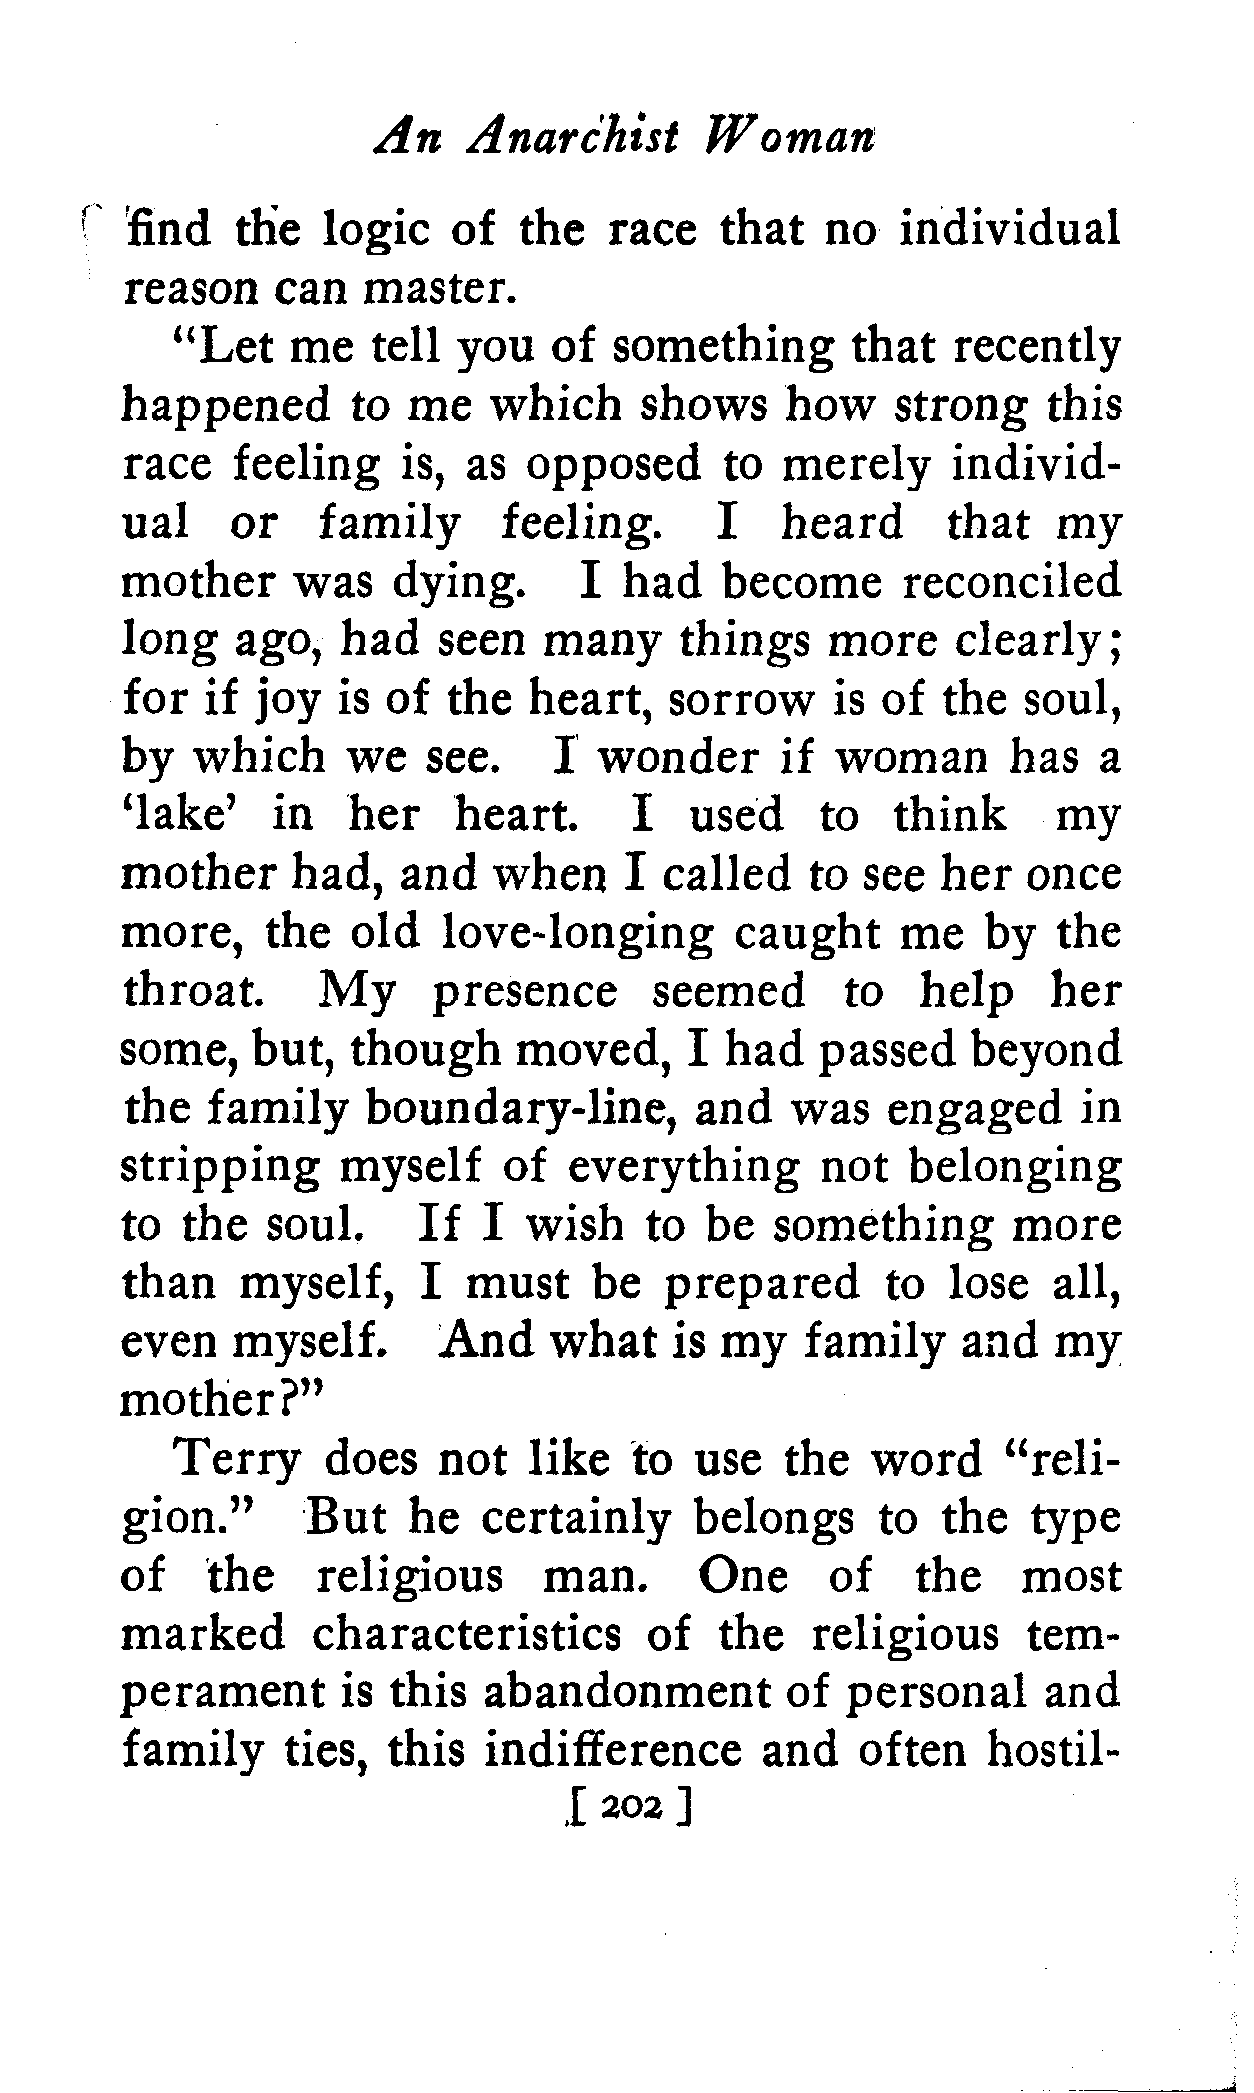 An Anarchist Woman
find the logic of the race that no individual
reason can master.
“Let me tell you of something that recently
happened to me which shows how strong this
race feeling is, as opposed to merely individ-
ual or family feeling. I heard that my
mother was dying. I had become reconciled
long ago, had seen many things more clearly;
for if joy is of the heart, sorrow is of the soul,
by which we see. I wonder if woman has a
‘lake’ in her heart. I used to think my
mother had, and when I called to see her once
more, the old love-longing caught me by the
throat. My presence seemed to help her
some, but, though moved, I had passed beyond
the family boundary-line, and was engaged in
stripping myself of everything not belonging
to the soul. If I wish to be something more
than myself, I must be prepared to lose all,
even myself. And what is my family and my
mother?”
Terry does not like to use the word “reli-
gion.” But he certainly belongs to the type
of the religious man. One of the most
marked characteristics of the religious tem-
perament is this abandonment of personal and
family ties, this indifference and often hostil-
[ 202 ]